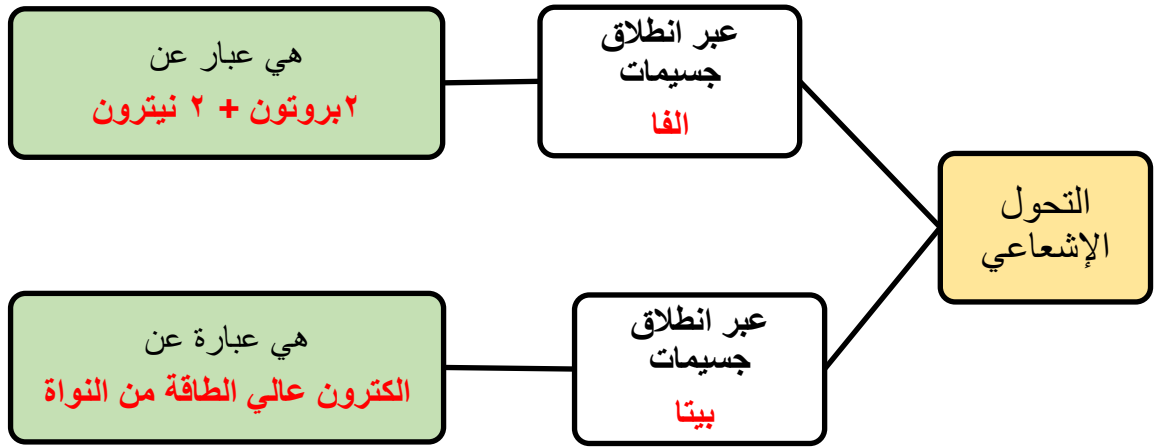 التحول
الإشعاعي
عبر انطلاق
جسيمات
الفا
هي عبار عن
٢بروتون + ٢ نيترون
عبر انطلاق
جسيمات
بيتا
هي عبارة عن
الكترون عالي الطاقة من النواة